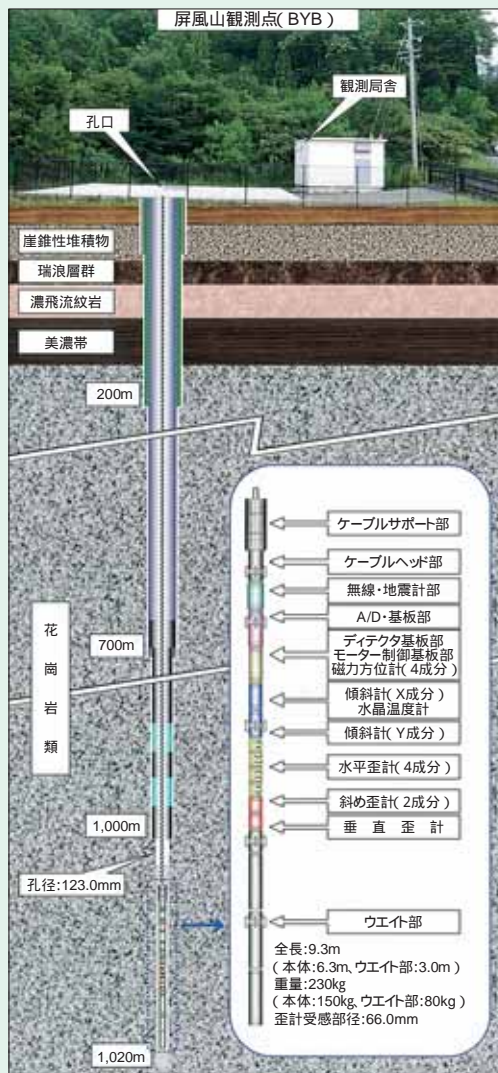 屏風山観測点( BYB )
観測局舎
孔口
崖錐性堆積物
瑞浪層群
濃飛流紋岩
美濃帯
200m
花崗岩類
700m
1,000m
孔径:123.0mm
1,020m
ケーブルサポート部
ケーブルヘッド部
無線・地震計部
A/D・基板部
ディテクタ基板部
モーター制御基板部
磁力方位計( 4成分)
傾斜計( X成分)
水晶温度計
傾斜計( Y成分)
水平歪計( 4成分)
斜め歪計( 2成分)
垂直歪計
ウエイト部
全長:9.3m
( 本体:6.3m、ウエイト部:3.0m )
重量:230kg
(本体:150kg、ウエイト部:80kg )
歪計受感部径:66.0mm